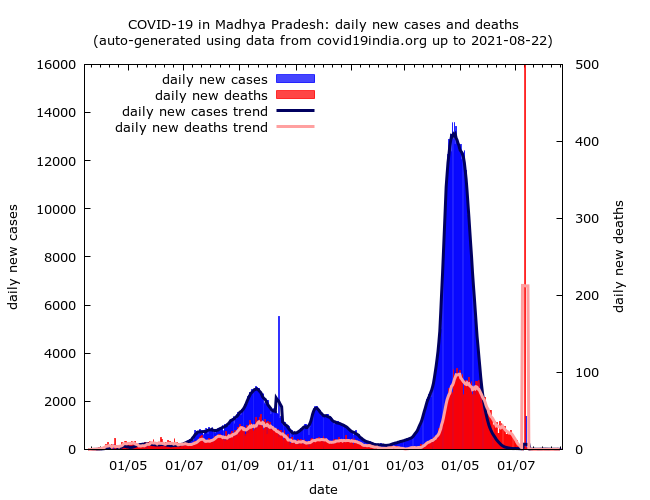 COVID-19 in Madhya Pradesh: daily new cases and deaths
(auto-generated using data from covid19india.org up to 2021-08-22)
daily new cases
daily new deaths
daily new cases trend
daily new deaths trend
16000
14000
12000
10000
8000
6000
4000
2000
0
daily new cases
500
400
300
200
100
0
daily new deaths
01/05 01/07 01/09 01/11 01/01 01/03 01/05 01/07
date